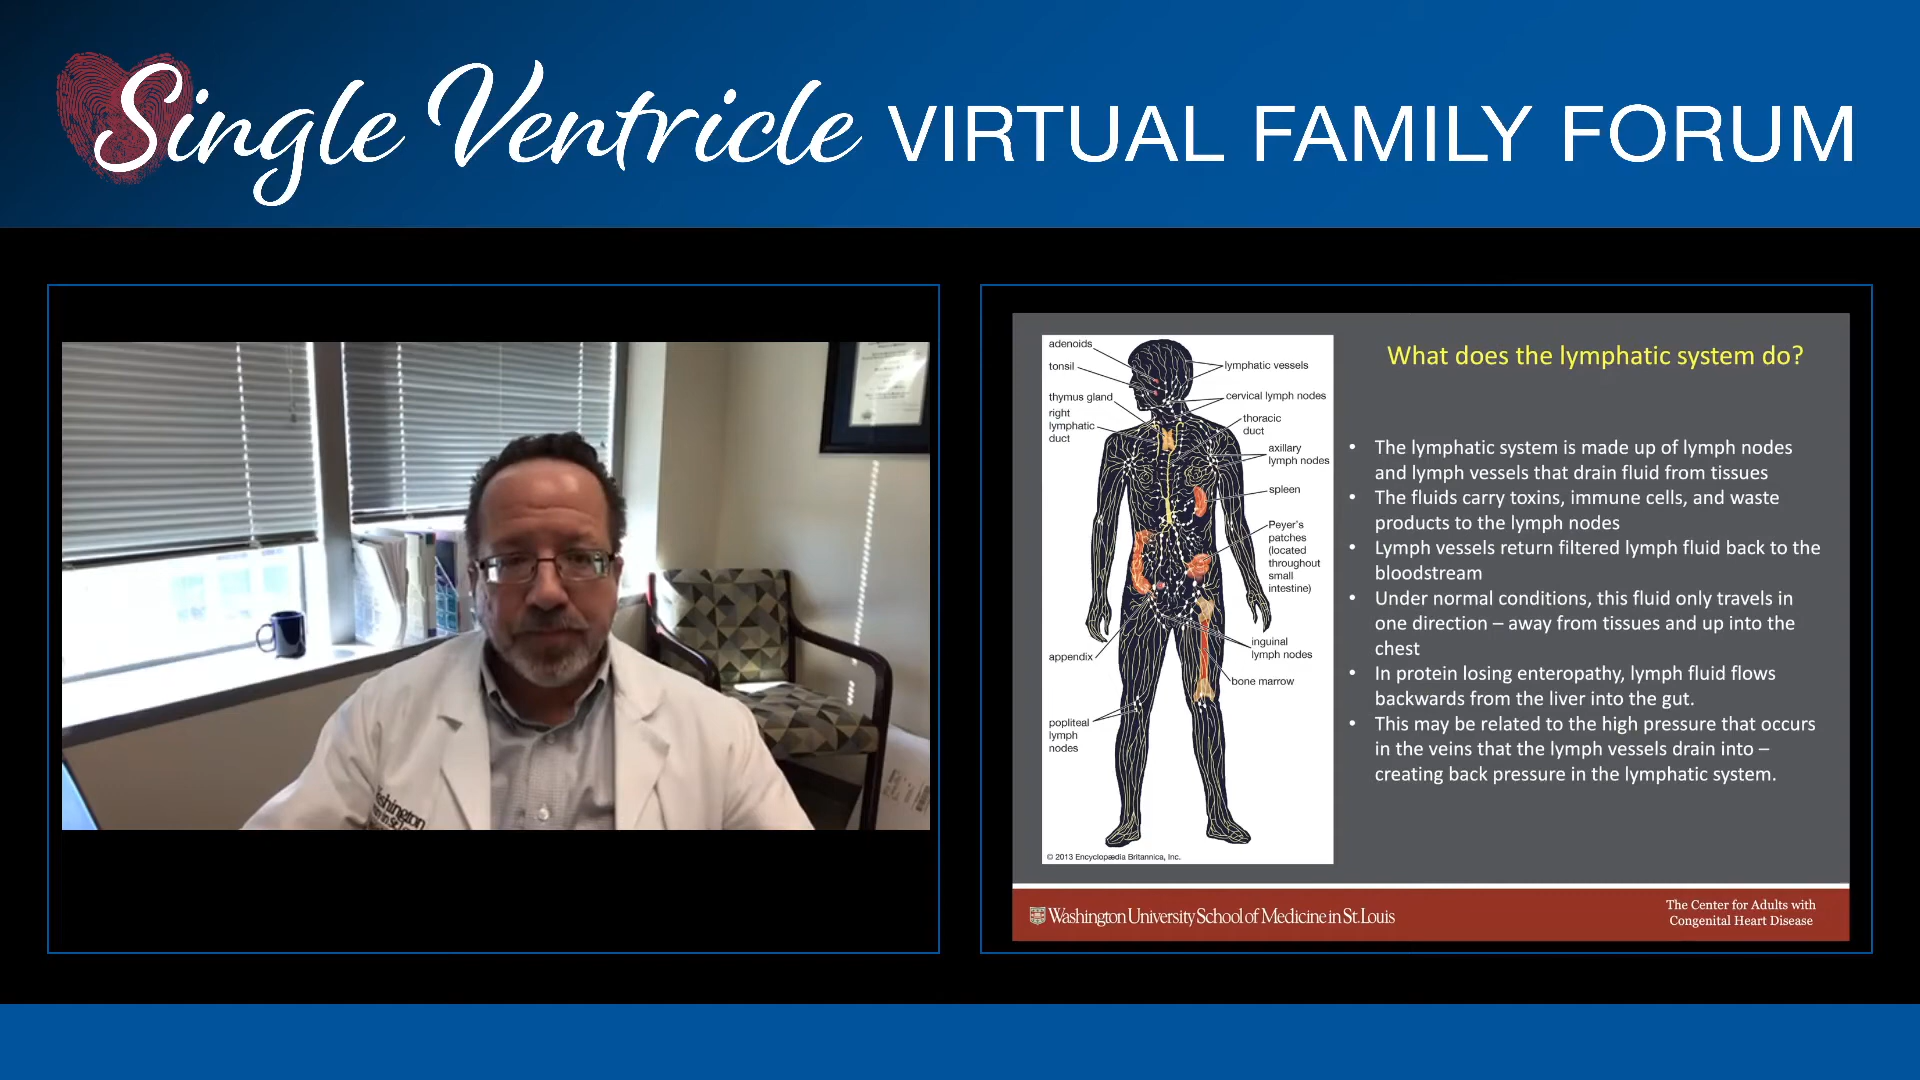 Single Ventricle VIRTUAL FAMILY FORUM
adenoids
tonsil
thymus gland
right
lymphatic
duct
lymphatic vessels
cervical lymph nodes
thoracic
duct
axillary
lymph nodes
spleen
Peyer's
patches
(located
throughout
small
intestine)
inguinal
lymph nodes
appendix
bone marrow
popliteal
lymph
nodes
© 2013 Encyclopædia Britannica, Inc.
What does the lymphatic system do?
• The lymphatic system is made up of lymph nodes
and lymph vessels that drain fluid from tissues
• The fluids carry toxins, immune cells, and waste
products to the lymph nodes
• Lymph vessels return filtered lymph fluid back to the
bloodstream
• Under normal conditions, this fluid only travels in
one direction – away from tissues and up into the
chest
• In protein losing enteropathy, lymph fluid flows
backwards from the liver into the gut.
• This may be related to the high pressure that occurs
in the veins that the lymph vessels drain into –
creating back pressure in the lymphatic system.
Washington University School of Medicine in St. Louis
The Center for Adults with
Congenital Heart Disease